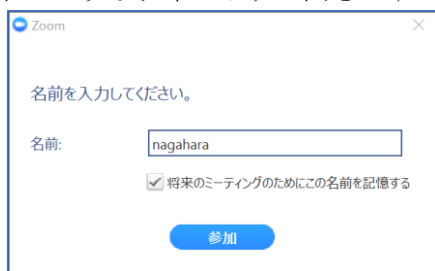 Zoom
名前を入力してください。
名前:
nagahara
将来のミーティングのためにこの名前を記憶する
参加